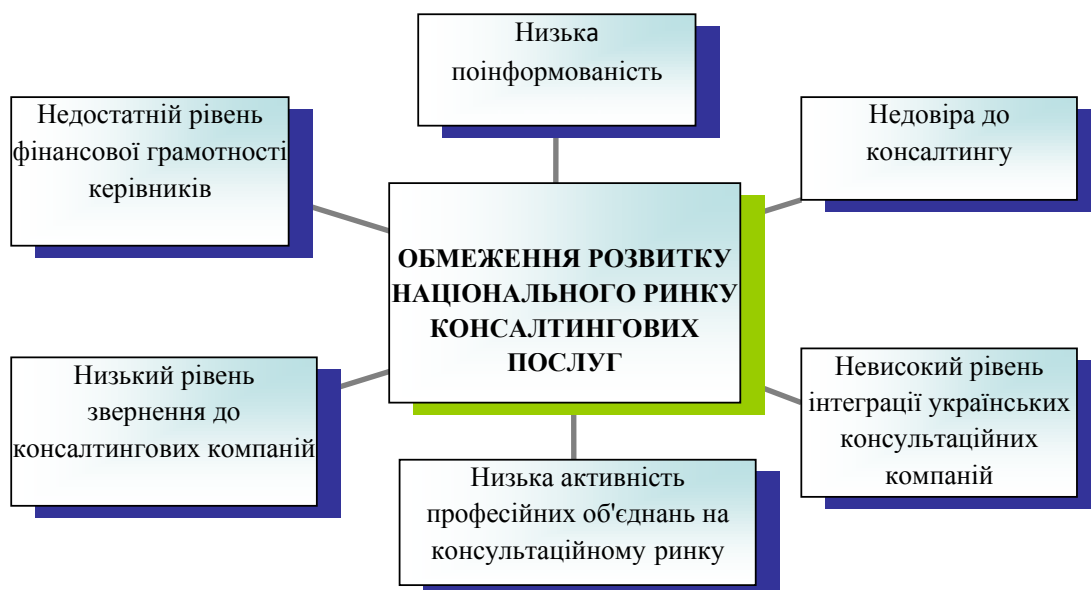 Низька
поінформованість
Недостатній рівень
фінансової грамотності
керівників
Недовіра до
консалтингу
ОБМЕЖЕННЯ РОЗВИТКУ
НАЦІОНАЛЬНОГО РИНКУ
КОНСАЛТИНГОВИХ
ПОСЛУГ
Низький рівень
звернення до
консалтингових компаній
Невисокий рівень
інтеграції українських
консультаційних
компаній
Низька активність
професійних об'єднань на
консультаційному ринку